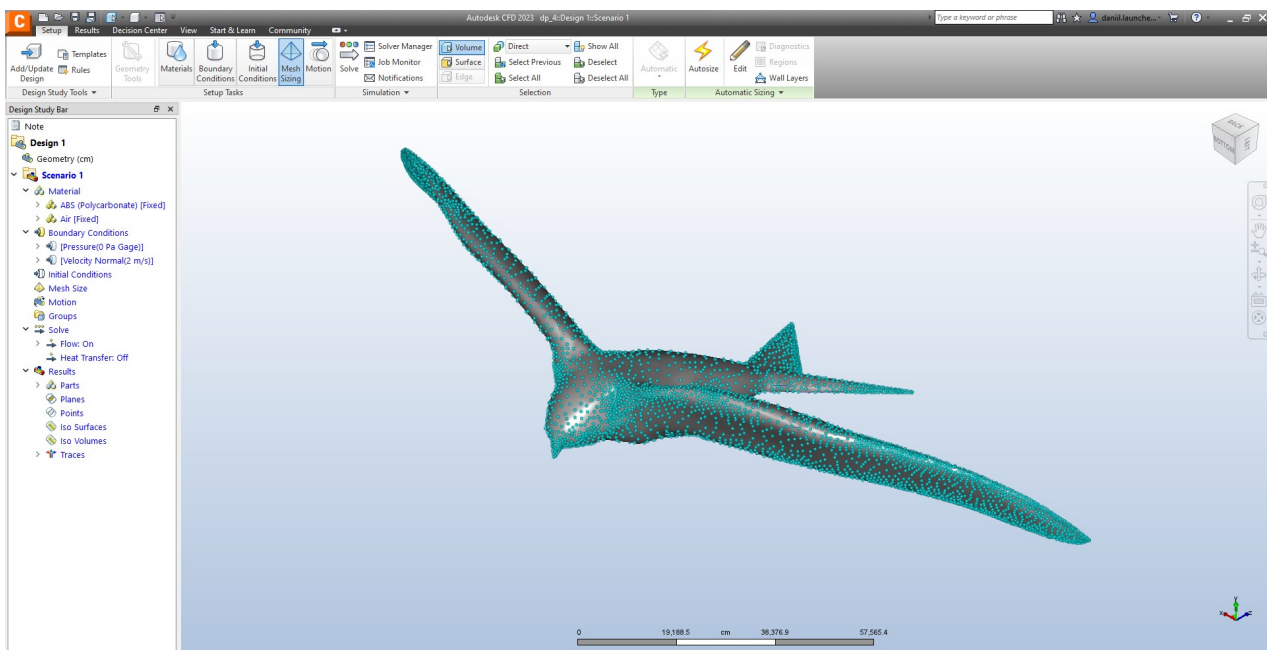 C Autodesk CFD 2023 dp_4::Design 1::Scenario 1 Type a keyword or phrase daniil.launche...
Setup Results Decision Center View Start & Learn Community
Add/Update Design Templates Rules Geometry Tools Materials Boundary Conditions Initial Conditions Mesh Sizing Motion Solve Solver Manager Job Monitor Notifications Volume Surface Edge Direct Select Previous Select All Show All Deselect Deselect All Automatic Autosize Edit Diagnostics Regions Wall Layers
Design Study Tools Setup Tasks Simulation Selection Type Automatic Sizing
Design Study Bar
Note
Design 1
Geometry (cm)
Scenario 1
Material
ABS (Polycarbonate) [Fixed]
Air [Fixed]
Boundary Conditions
[Pressure(0 Pa Gage)]
[Velocity Normal(2 m/s)]
Initial Conditions
Mesh Size
Motion
Groups
Solve
Flow: On
Heat Transfer: Off
Results
Parts
Planes
Points
Iso Surfaces
Iso Volumes
Traces
BACK
BOTTOM
0 19,188.5 cm 38,376.9 57,565.4
X Y Z